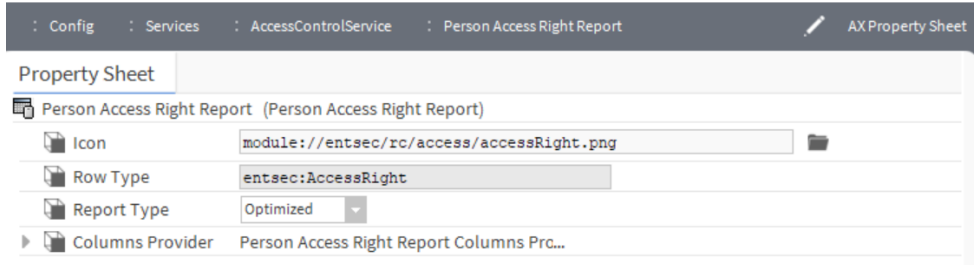 : Config : Services : AccessControlService : Person Access Right Report AX Property Sheet
Property Sheet
Person Access Right Report (Person Access Right Report)
Icon module://entsec/rc/access/accessRight.png
Row Type entsec:AccessRight
Report Type Optimized
Columns Provider Person Access Right Report Columns Prc...